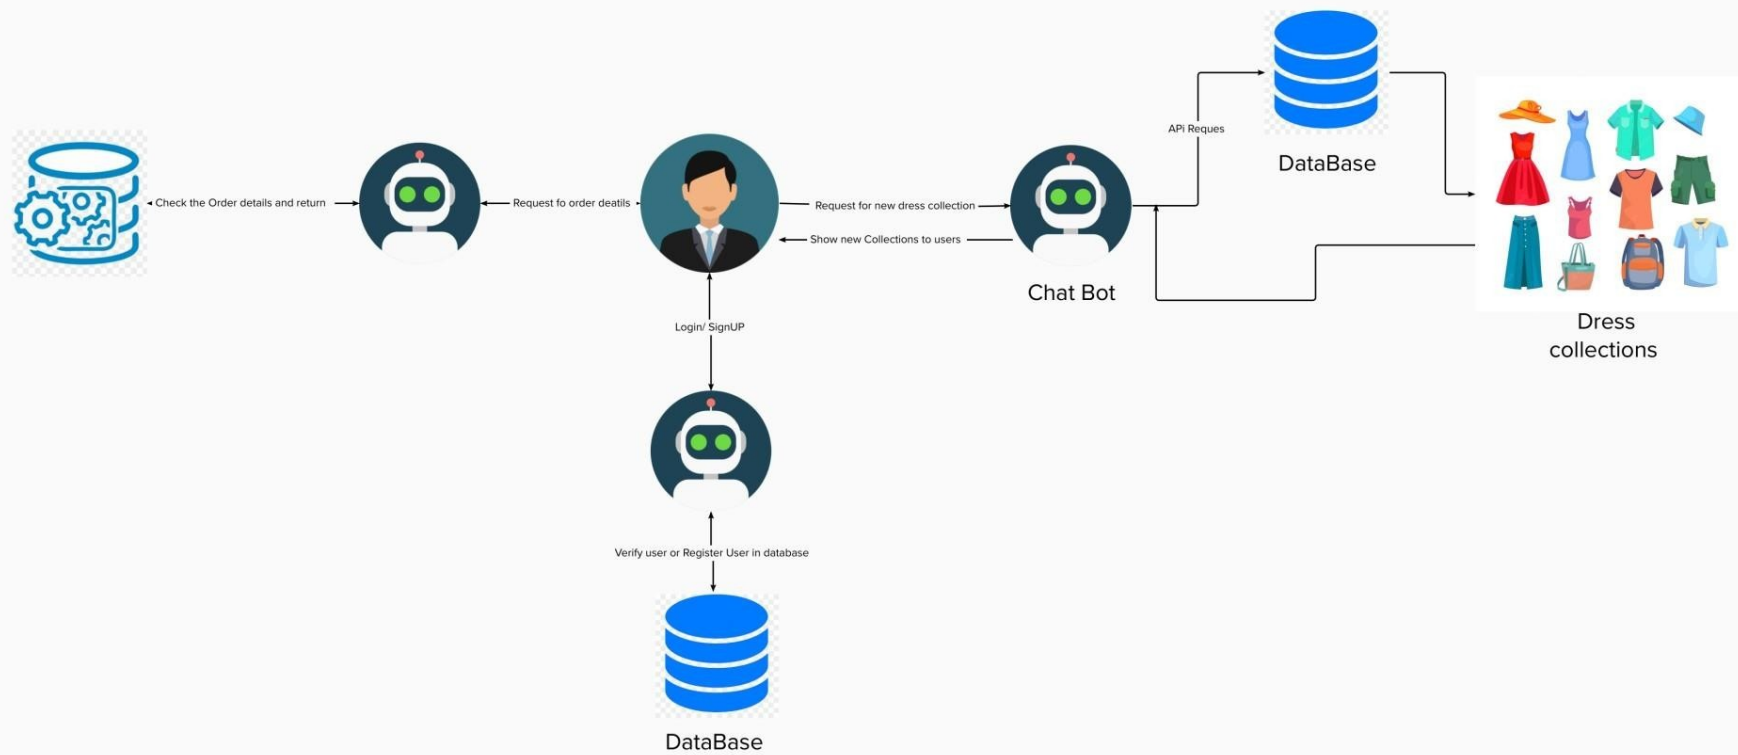 APi Reques
DataBase
Check the Order details and return
Request fo order deatils
Request for new dress collection
Show new Collections to users
Chat Bot
Dress
collections
Login/ SignUP
Verify user or Register User in database
DataBase